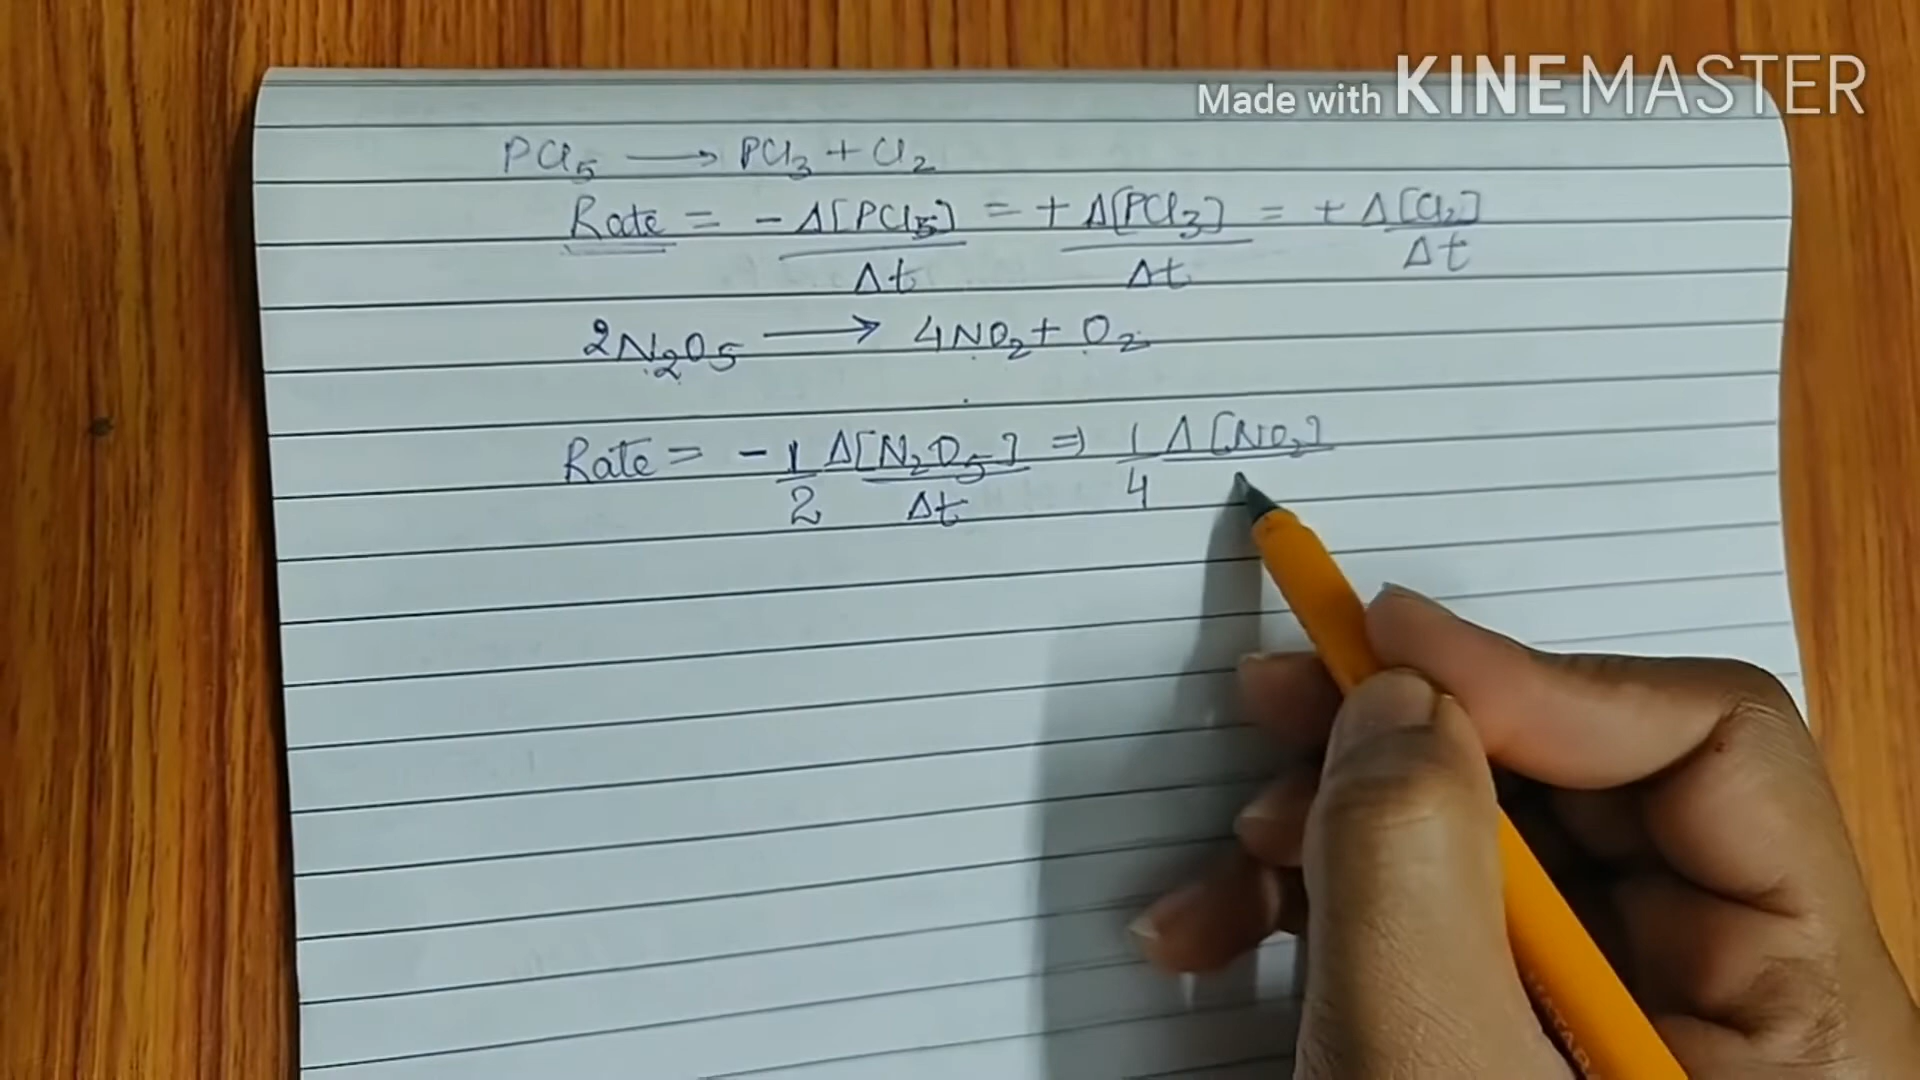 Made with KINEMASTER
PCl5 ⟶ PCl3 + Cl2
Rate = - Δ[PCl5]/Δt = + Δ[PCl3]/Δt = + Δ[Cl2]/Δt
2N2O5 ⟶ 4NO2 + O2
Rate = - 1/2 Δ[N2O5]/Δt ⇒ 1/4 Δ[NO2]